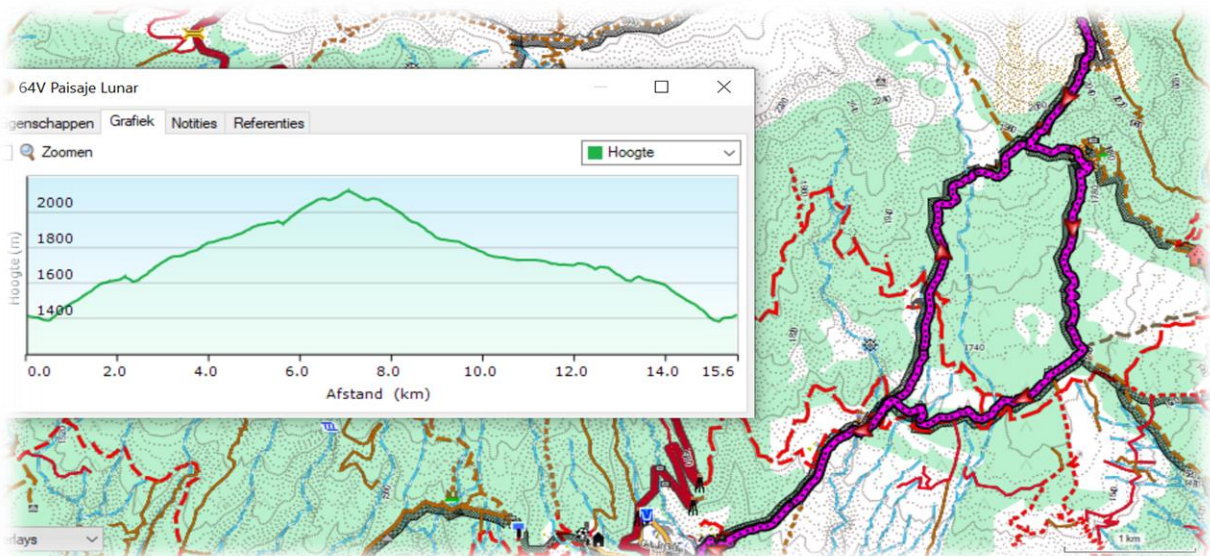 64V Paisaje Lunar
genschappen Grafiek Notities Referenties
Zoomen
Hoogte
Hoogte (m)
2000
1800
1600
1400
0.0 2.0 4.0 6.0 8.0 10.0 12.0 14.0 15.6
Afstand (km)
2240
1740
1 km
rlays